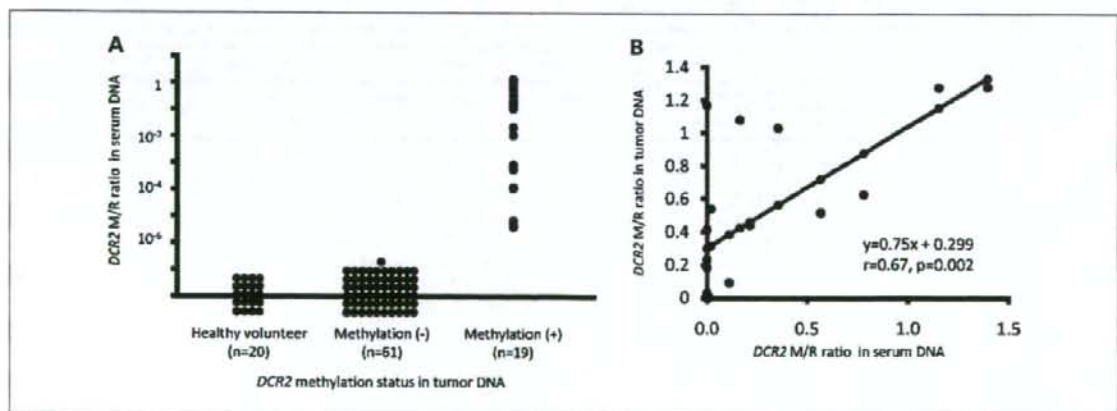 A
DCR2 M/R ratio in serum DNA
1
10-2
10-4
10-6
Healthy volunteer
(n=20)
Methylation (-)
(n=61)
Methylation (+)
(n=19)
DCR2 methylation status in tumor DNA
B
DCR2 M/R ratio in tumor DNA
1.4
1.2
1
0.8
0.6
0.4
0.2
0
y=0.75x + 0.299
r=0.67, p=0.002
0.0
0.5
1.0
1.5
DCR2 M/R ratio in serum DNA